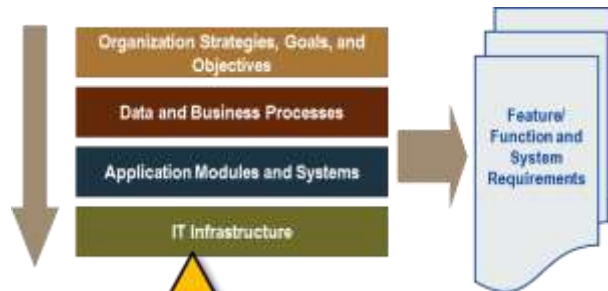 Organization Strategies, Goals, and
Objectives
Data and Business Processes
Application Modules and Systems
IT Infrastructure
Feature/
Function and
System
Requirements